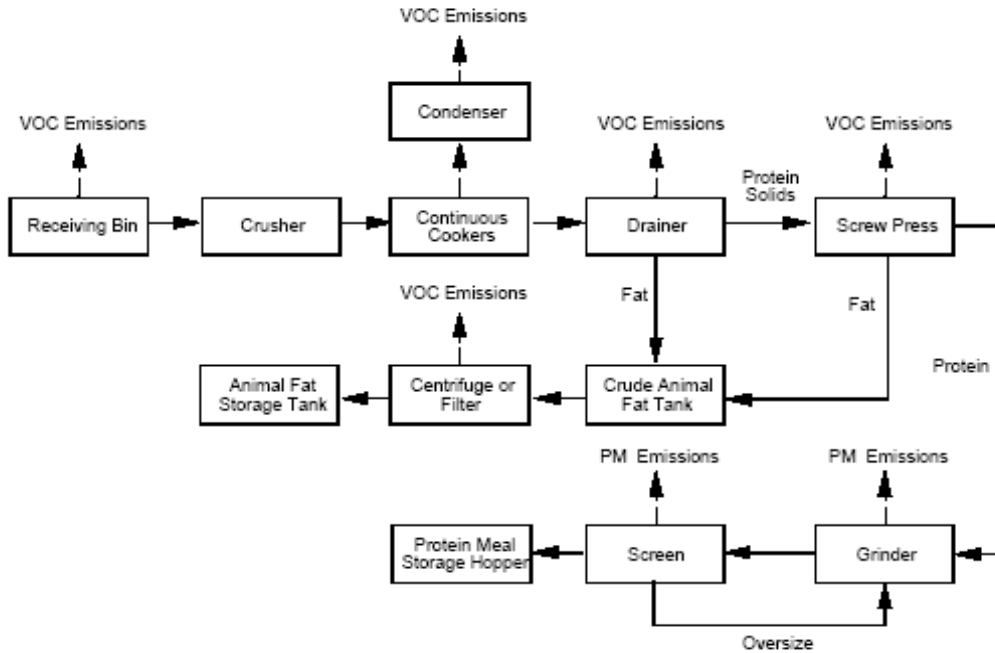 VOC Emissions
Condenser
VOC Emissions
VOC Emissions
VOC Emissions
Protein
Solids
Receiving Bin
Crusher
Continuous
Cookers
Drainer
Screw Press
VOC Emissions
Fat
Fat
Protein
Animal Fat
Storage Tank
Centrifuge or
Filter
Crude Animal
Fat Tank
PM Emissions
PM Emissions
Protein Meal
Storage Hopper
Screen
Grinder
Oversize